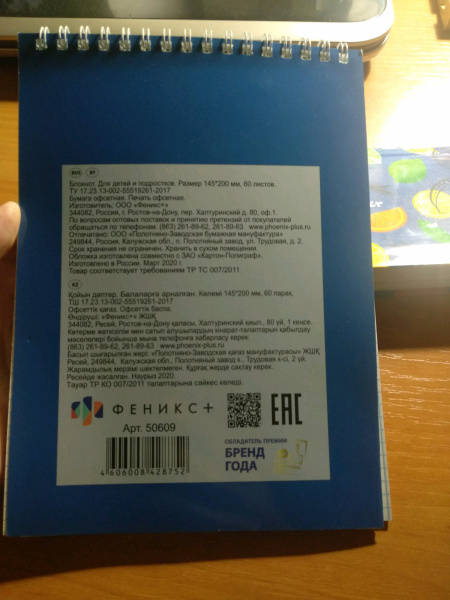 RUS BY
Блокнот. Для детей и подростков. Размер 145*200 мм, 60 листов.
ТУ 17.23.13-002-55519261-2017
Бумага офсетная. Печать офсетная.
Изготовитель: ООО «Феникс+»
344082, Россия, г. Ростов-на-Дону, пер. Халтуринский д. 80, оф.1.
По вопросам оптовых поставок и принятию претензий от покупателей
обращаться по телефонам: (863) 261-89-62, 261-89-63 www.phoenix-plus.ru
Отпечатано: ООО «Полотняно-Заводская бумажная мануфактура»
249844, Россия, Калужская обл., п. Полотняный завод, ул. Трудовая, д. 2.
Срок хранения не ограничен. Хранить в сухом помещении.
Обложка изготовлена совместно с ЗАО «Картон-Полиграф».
Изготовлено в России. Март 2020 г.
Товар соответствует требованиям ТР ТС 007/2011
KZ
Қойын дәптер. Балаларға арналған. Көлемі 145*200 мм, 60 парақ.
ТШ 17.23.13-002-55519261-2017
Офсеттік қағаз. Офсеттік баспа.
Өндіруші: «Феникс+» ЖШҚ
344082, Ресей, Ростов-на-Дону қаласы, Халтуринский қиыл., 80 үй, 1 кеңсе.
Көтерме жеткізілім мен сатып алушылардың кінәрат-талаптарын қабылдау
мәселелері бойынша мына телефонға хабарласу керек:
(863) 261-89-62, 261-89-63, www.phoenix-plus.ru
Басып шығарылған жері: «Полотняно-Заводская қағаз мануфактурасы» ЖШҚ
Ресей, 249844, Калужская обл., Полотняный завод к., Трудовая к-сі, 2 үй.
Жарамдылық мерзімі шектелмеген. Құрғақ жерде сақтау керек.
Ресейде жасалған. Наурыз 2020.
Тауар ТР КО 007/2011 талаптарына сәйкес келеді.
ФЕНИКС+
EAC
Арт. 50609
4606008428752
ОБЛАДАТЕЛЬ ПРЕМИИ
БРЕНД
ГОДА